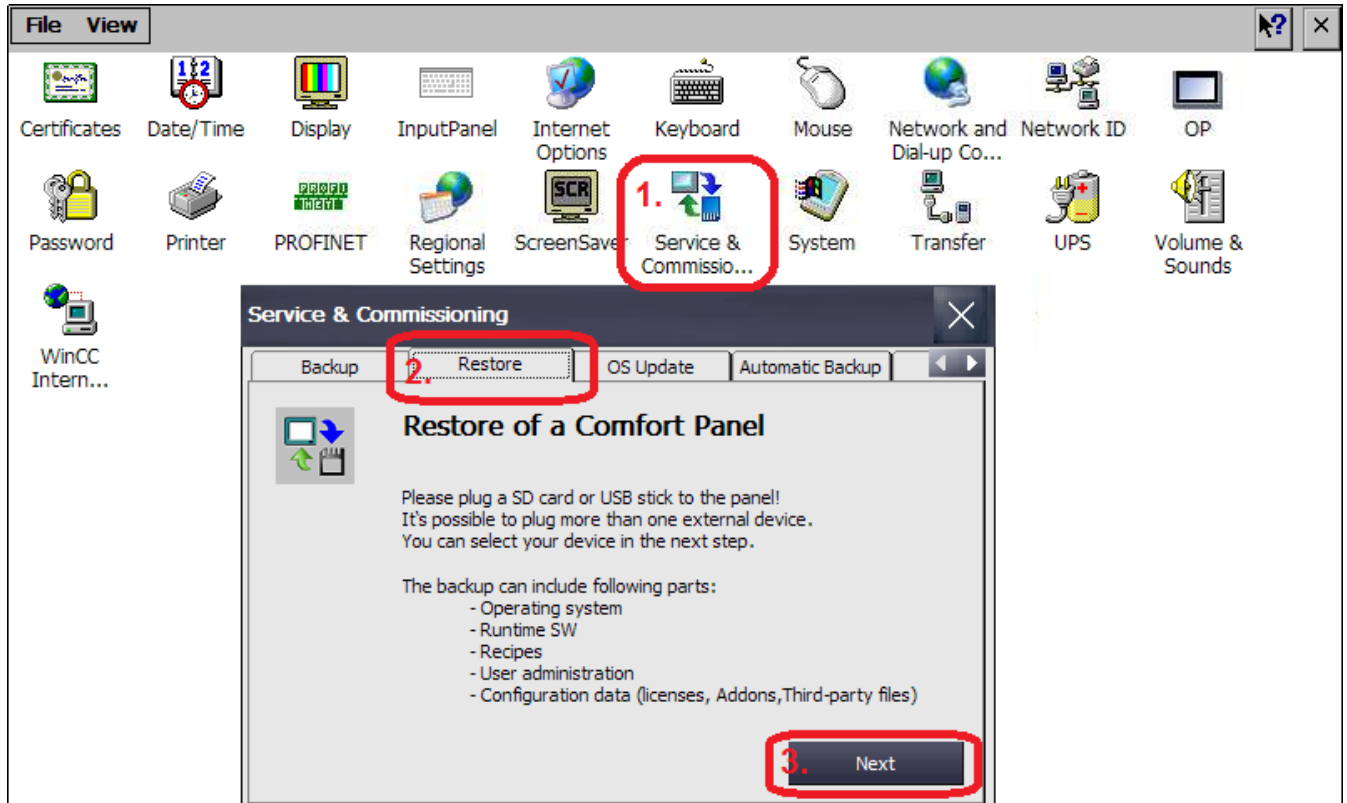 File View
Certificates Date/Time Display InputPanel Internet Options Keyboard Mouse Network and Dial-up Co... Network ID OP
1.
Password Printer PROFINET Regional Settings ScreenSaver Service & Commissio... System Transfer UPS Volume & Sounds
WinCC Intern...
Service & Commissioning
Backup 2. Restore OS Update Automatic Backup
Restore of a Comfort Panel
Please plug a SD card or USB stick to the panel!
It's possible to plug more than one external device.
You can select your device in the next step.
The backup can include following parts:
- Operating system
- Runtime SW
- Recipes
- User administration
- Configuration data (licenses, Addons,Third-party files)
3. Next